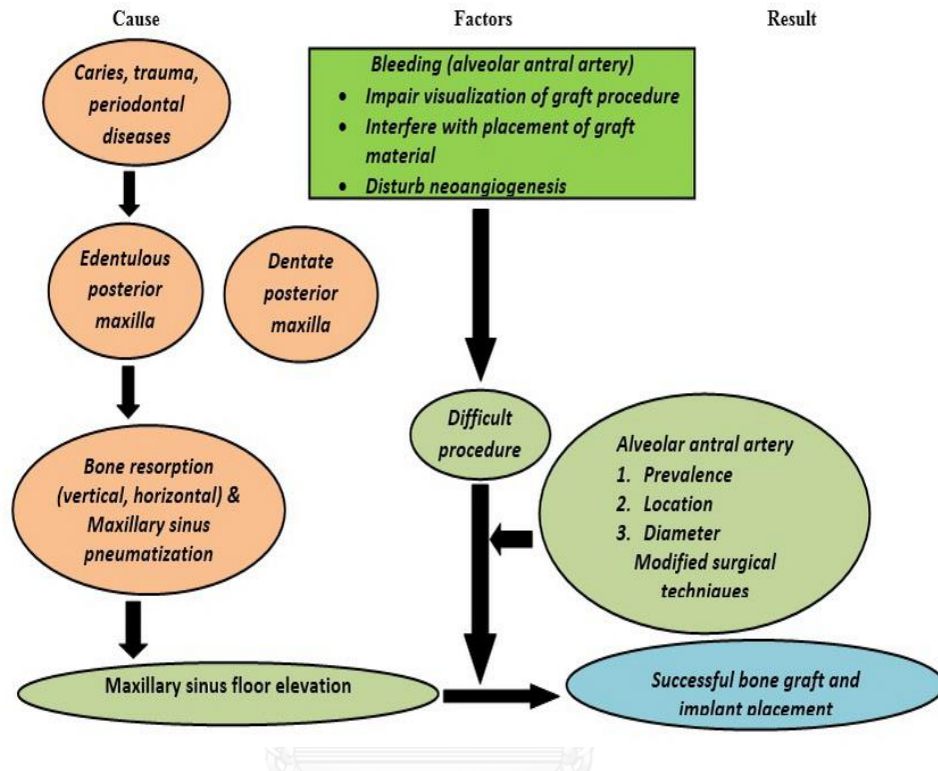 Cause Factors Result
Caries, trauma,
periodontal
diseases
Bleeding (alveolar antral artery)
• Impair visualization of graft procedure
• Interfere with placement of graft
material
• Disturb neoangiogenesis
Edentulous
posterior
maxilla
Dentate
posterior
maxilla
Difficult
procedure
Bone resorption
(vertical, horizontal) &
Maxillary sinus
pneumatization
Alveolar antral artery
1. Prevalence
2. Location
3. Diameter
Modified surgical
techniques
Maxillary sinus floor elevation
Successful bone graft and
implant placement